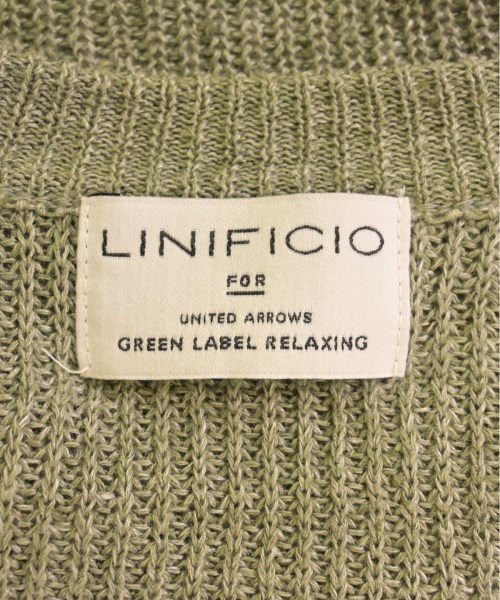 LINIFICIO
FOR
UNITED ARROWS
GREEN LABEL RELAXING